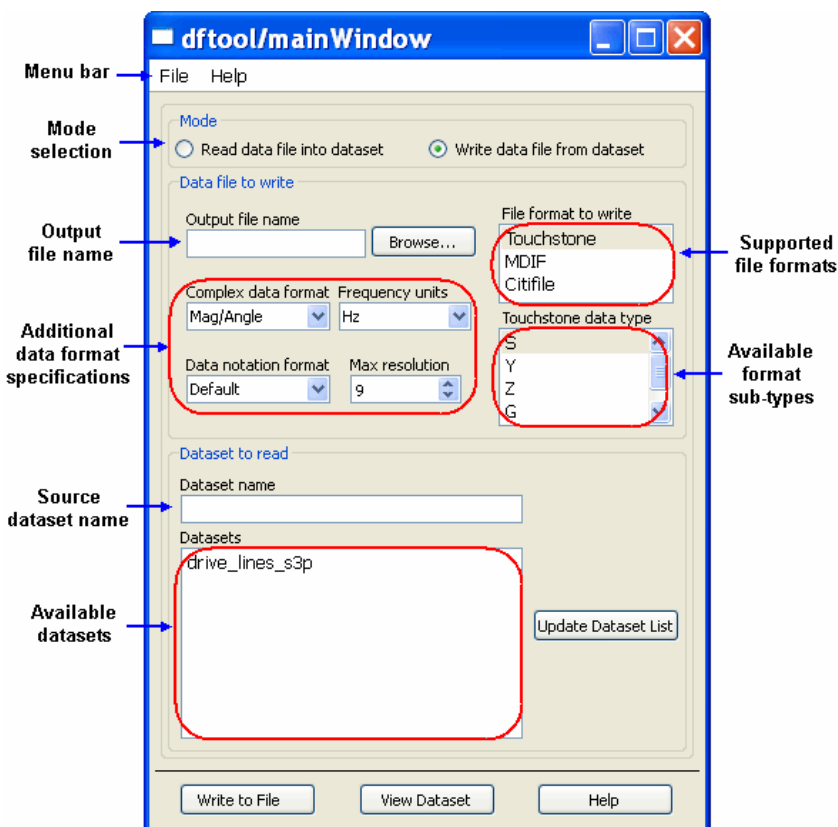 dftool/mainWindow
Menu bar
File Help
Mode
Mode selection
Read data file into dataset
Write data file from dataset
Data file to write
Output file name
Output file name
Browse...
File format to write
Touchstone
MDIF
Citifile
Supported file formats
Additional data format specifications
Complex data format
Frequency units
Mag/Angle
Hz
Data notation format
Max resolution
Default
9
Touchstone data type
S
Y
Z
G
Available format sub-types
Dataset to read
Source dataset name
Dataset name
Datasets
drive_lines_s3p
Available datasets
Update Dataset List
Write to File
View Dataset
Help